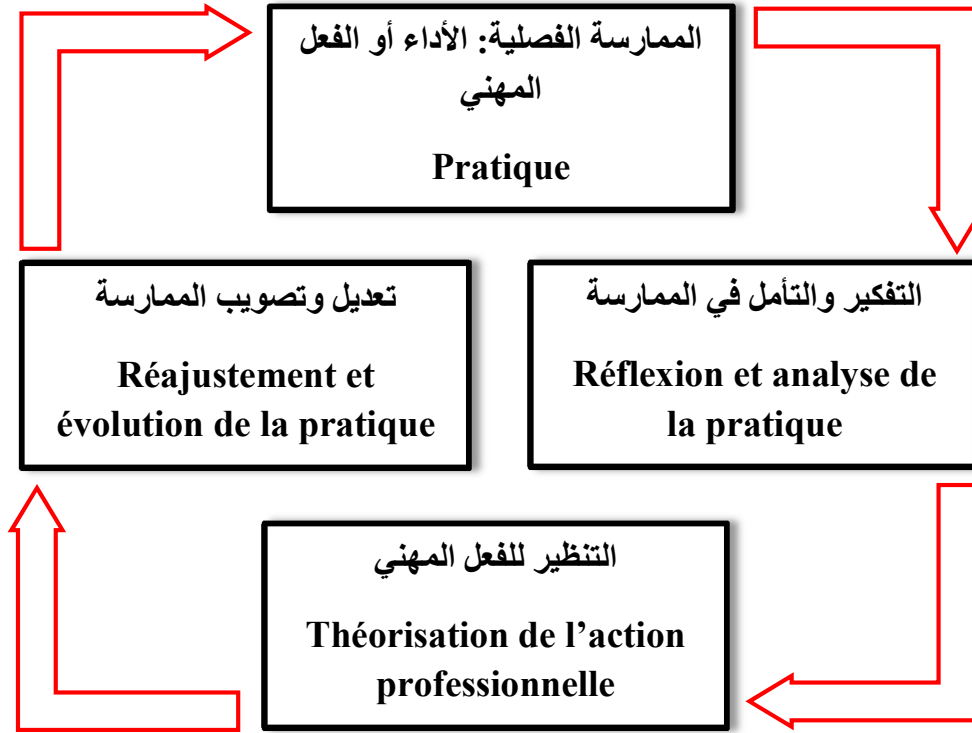 الممارسة الفصلية: الأداء أو الفعل
المهني
Pratique
التفكير والتأمل في الممارسة
Réflexion et analyse de
la pratique
التنظير للفعل المهني
Théorisation de l’action
professionnelle
تعديل وتصويب الممارسة
Réajustement et
évolution de la pratique